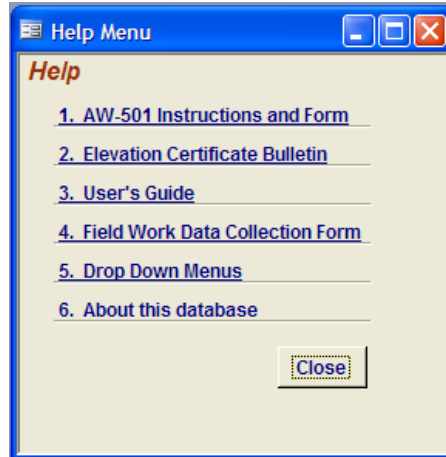 Help Menu
Help
1. AW-501 Instructions and Form
2. Elevation Certificate Bulletin
3. User's Guide
4. Field Work Data Collection Form
5. Drop Down Menus
6. About this database
Close